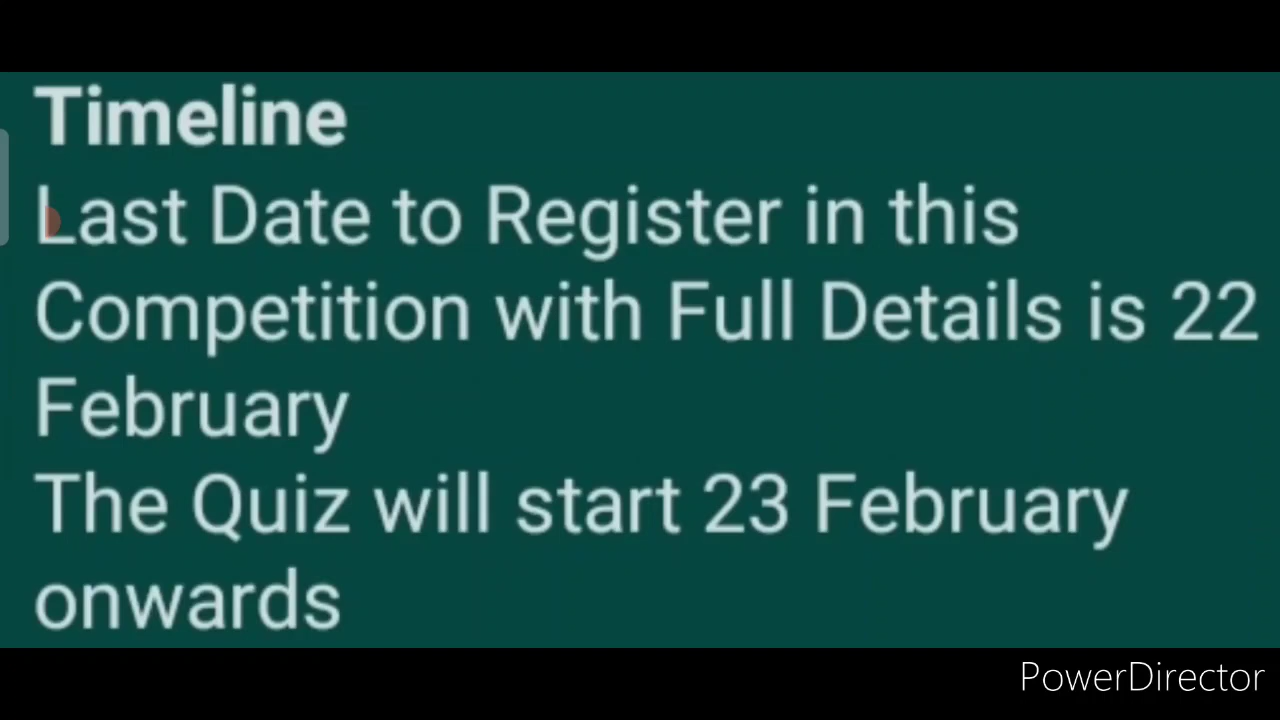 Timeline
Last Date to Register in this
Competition with Full Details is 22
February
The Quiz will start 23 February
onwards
PowerDirector